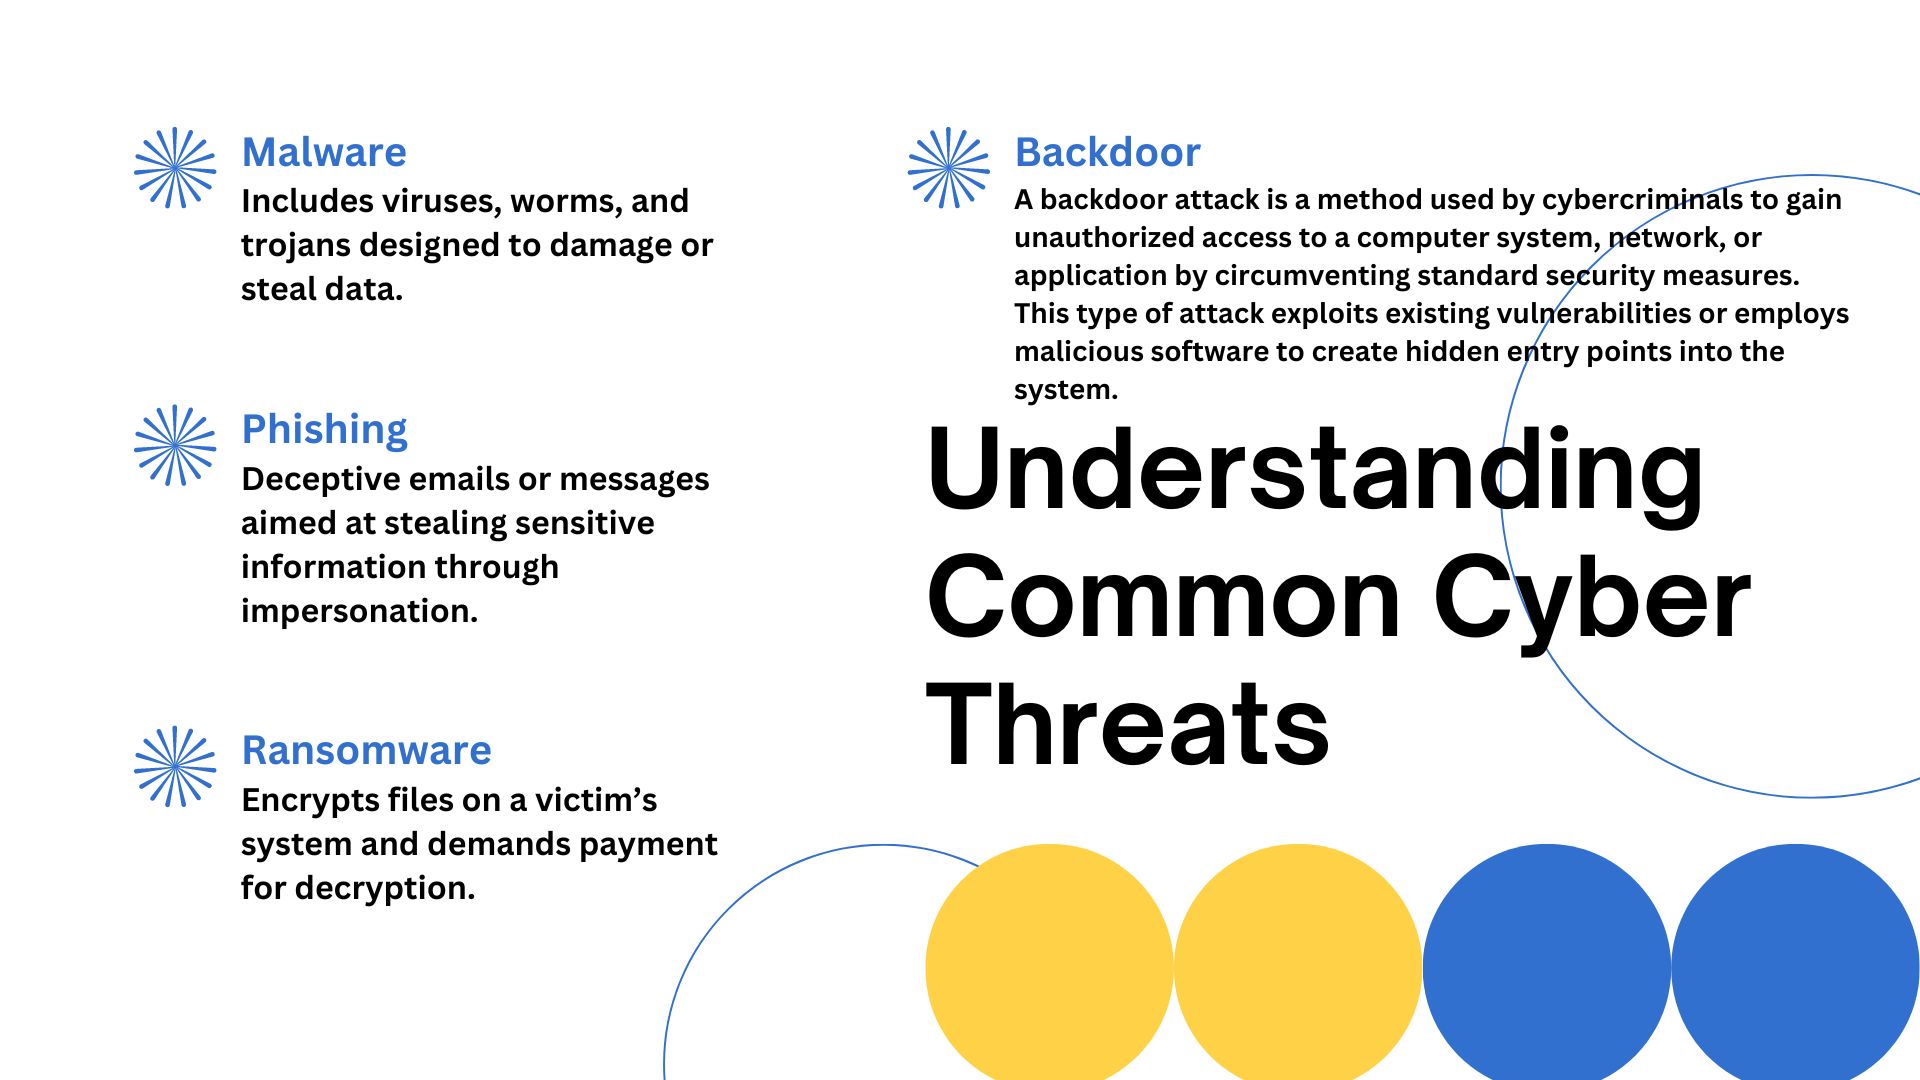 Malware
Includes viruses, worms, and
trojans designed to damage or
steal data.
Phishing
Deceptive emails or messages
aimed at stealing sensitive
information through
impersonation.
Ransomware
Encrypts files on a victim’s
system and demands payment
for decryption.
Backdoor
A backdoor attack is a method used by cybercriminals to gain
unauthorized access to a computer system, network, or
application by circumventing standard security measures.
This type of attack exploits existing vulnerabilities or employs
malicious software to create hidden entry points into the
system.
Understanding
Common Cyber
Threats